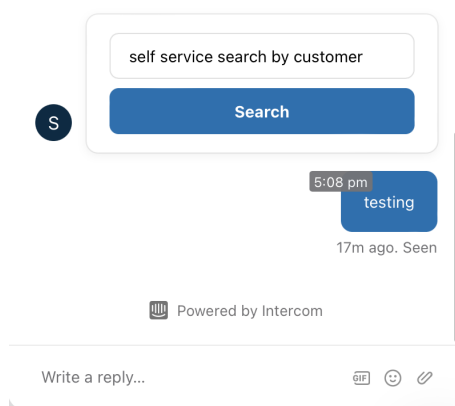 self service search by customer
Search
S
5:08 pm
testing
17m ago. Seen
Powered by Intercom
Write a reply...
GIF